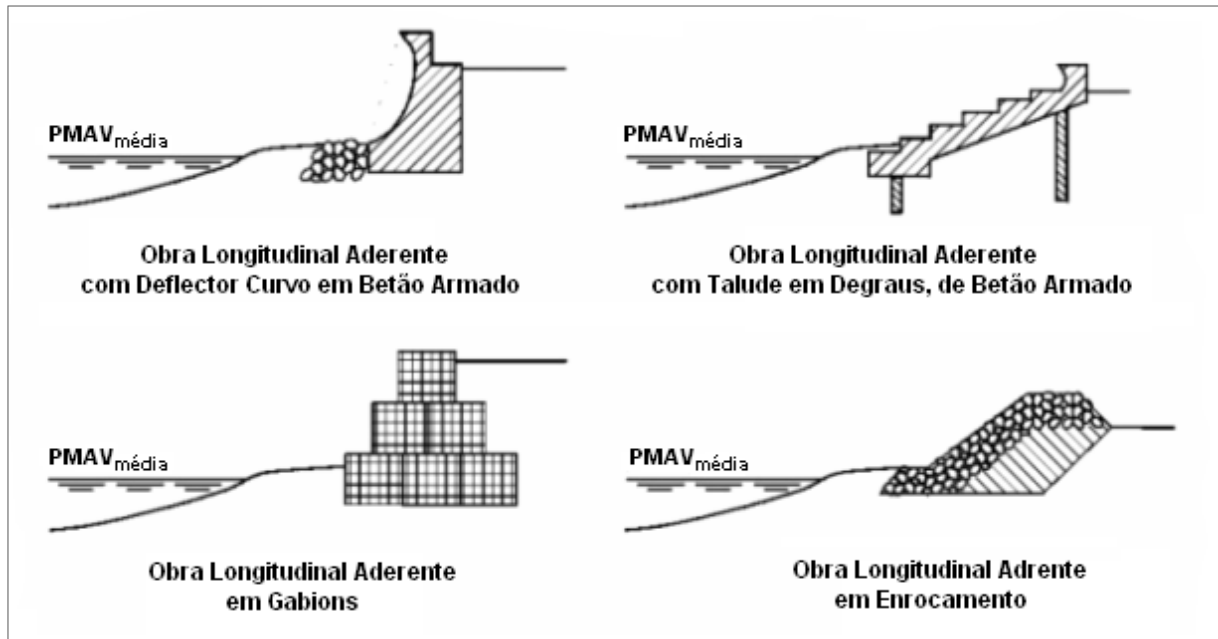 PMAVmédia
Obra Longitudinal Aderente
com Deflector Curvo em Betão Armado
PMAVmédia
Obra Longitudinal Aderente
com Talude em Degraus, de Betão Armado
PMAVmédia
Obra Longitudinal Aderente
em Gabions
PMAVmédia
Obra Longitudinal Adrente
em Enrocamento